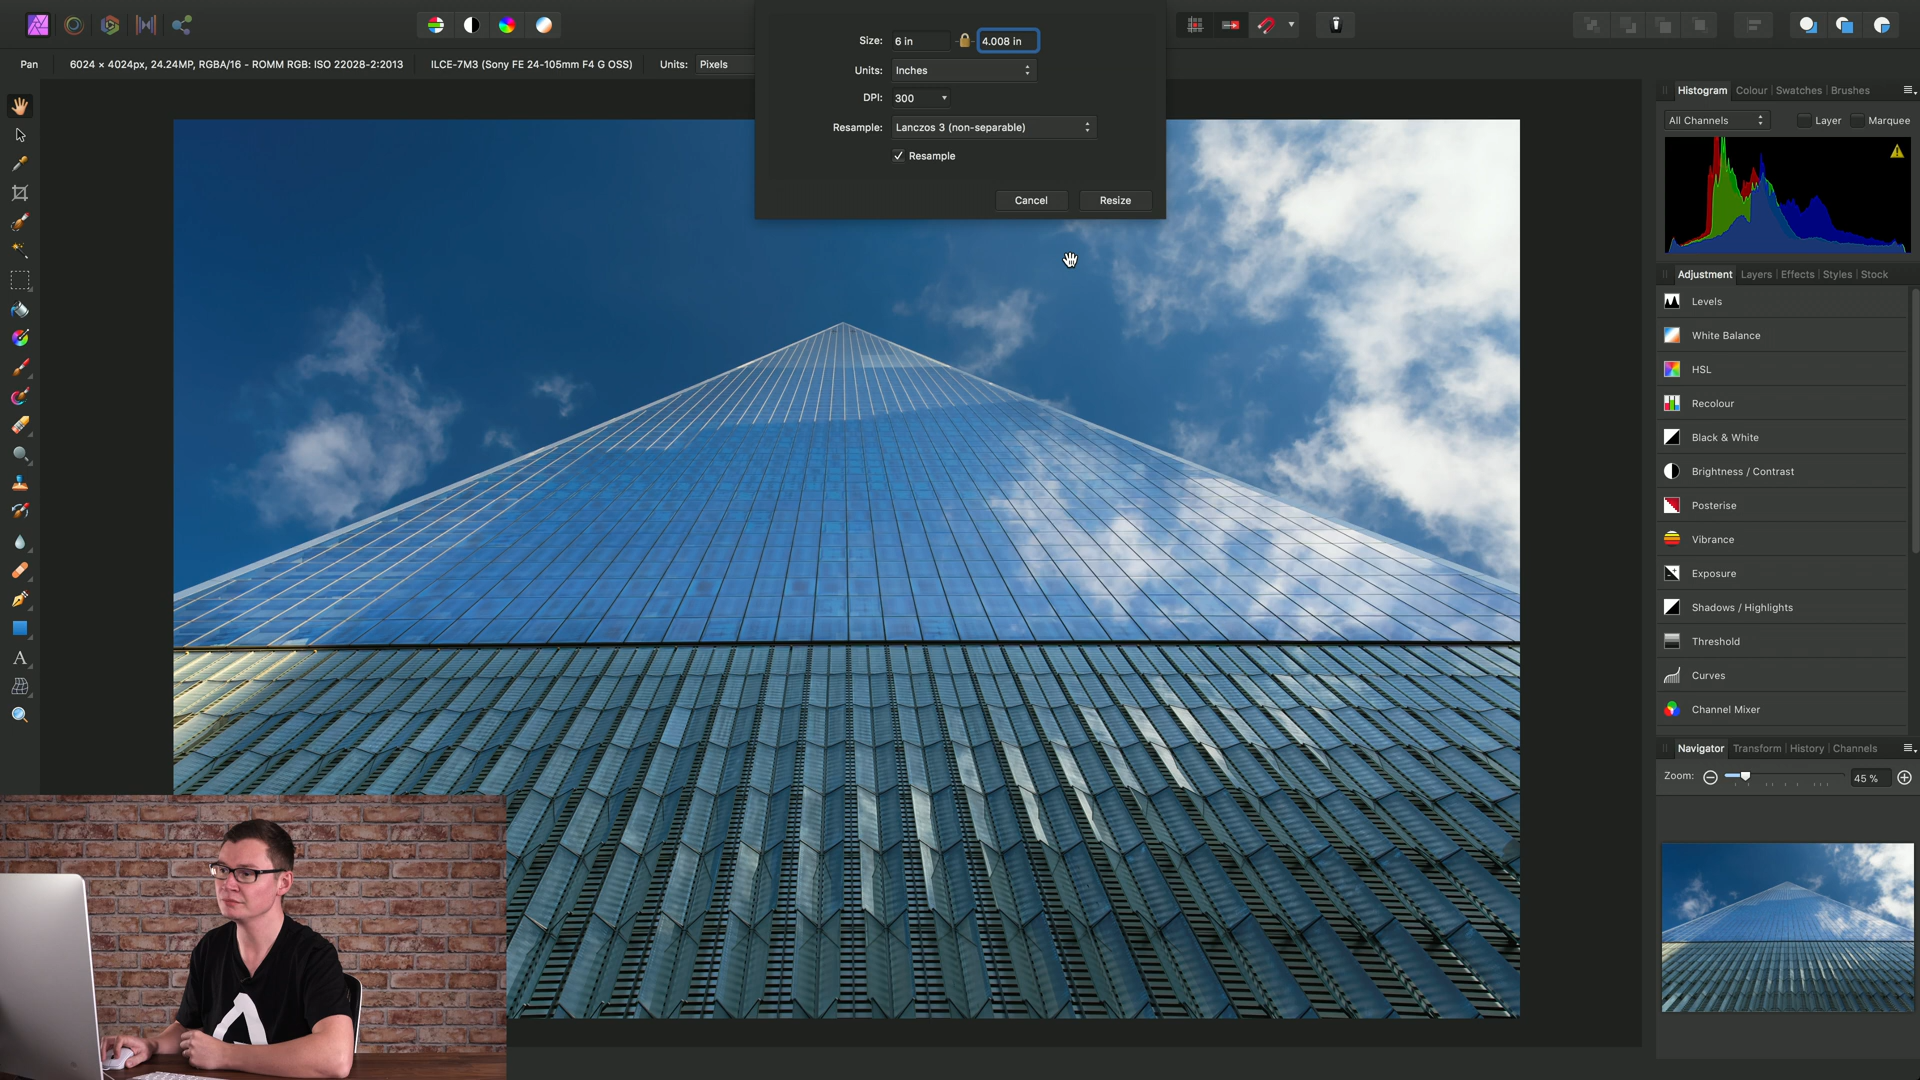 Size: 6 in 4.008 in
Units: Inches
DPI: 300
Resample: Lanczos 3 (non-separable)
Resample
Cancel Resize
Pan 6024 × 4024px, 24.24MP, RGBA/16 - ROMM RGB: ISO 22028-2:2013 ILCE-7M3 (Sony FE 24-105mm F4 G OSS) Units: Pixels
Histogram Colour Swatches Brushes
All Channels Layer Marquee
Adjustment Layers Effects Styles Stock
Levels
White Balance
HSL
Recolour
Black & White
Brightness / Contrast
Posterise
Vibrance
Exposure
Shadows / Highlights
Threshold
Curves
Channel Mixer
Navigator Transform History Channels
Zoom: 45 %